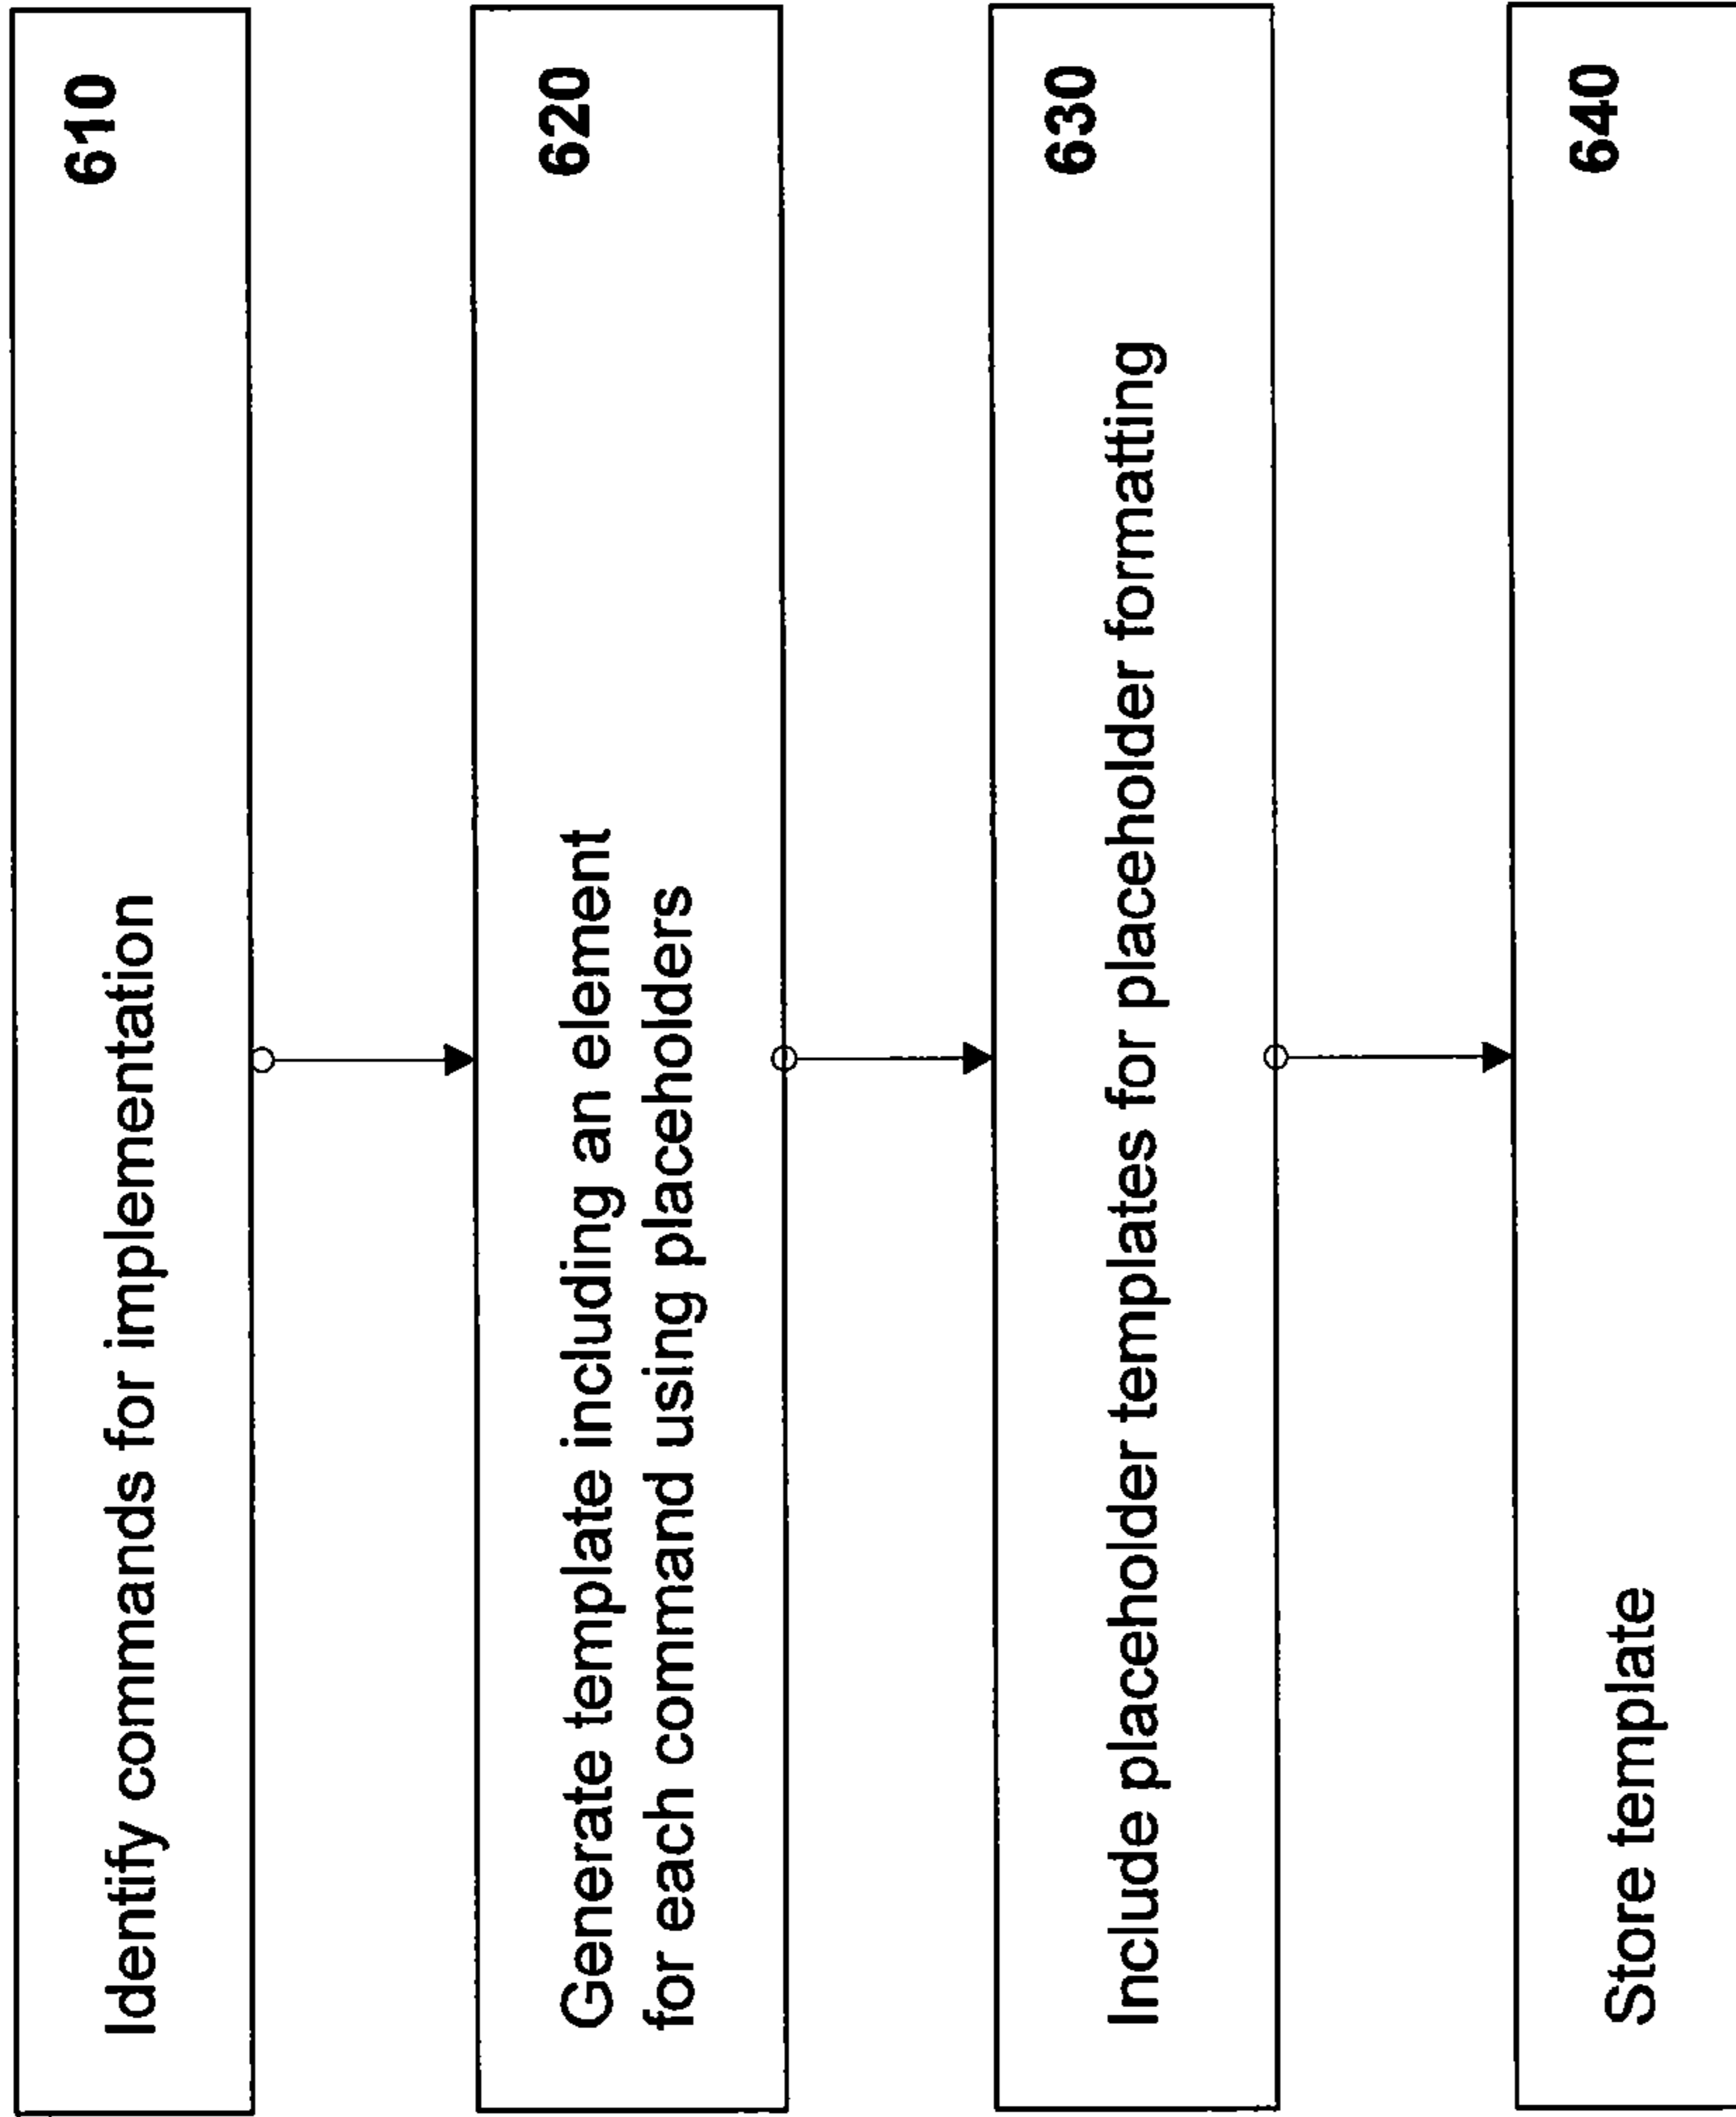 610
Identify commands for implementation
620
Generate template including an element
for each command using placeholders
630
Include placeholder templates for placeholder formatting
640
Store template